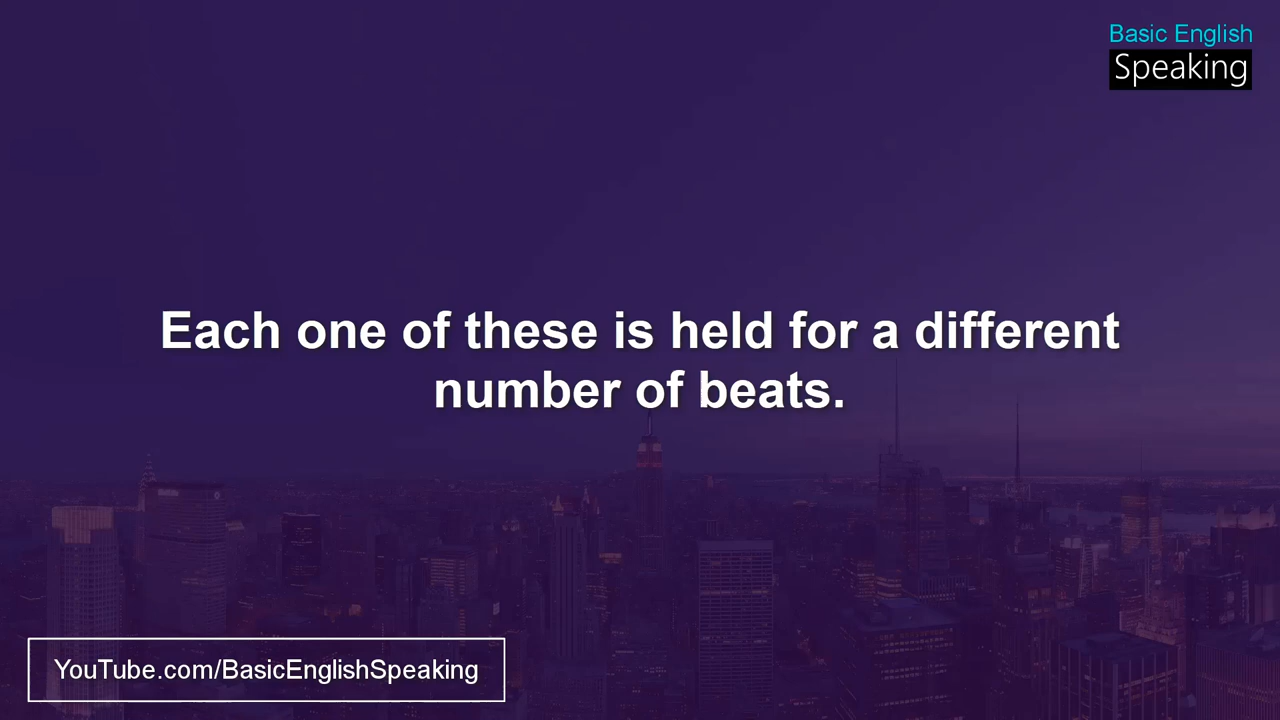 Basic English
Speaking
Each one of these is held for a different
number of beats.
YouTube.com/BasicEnglishSpeaking